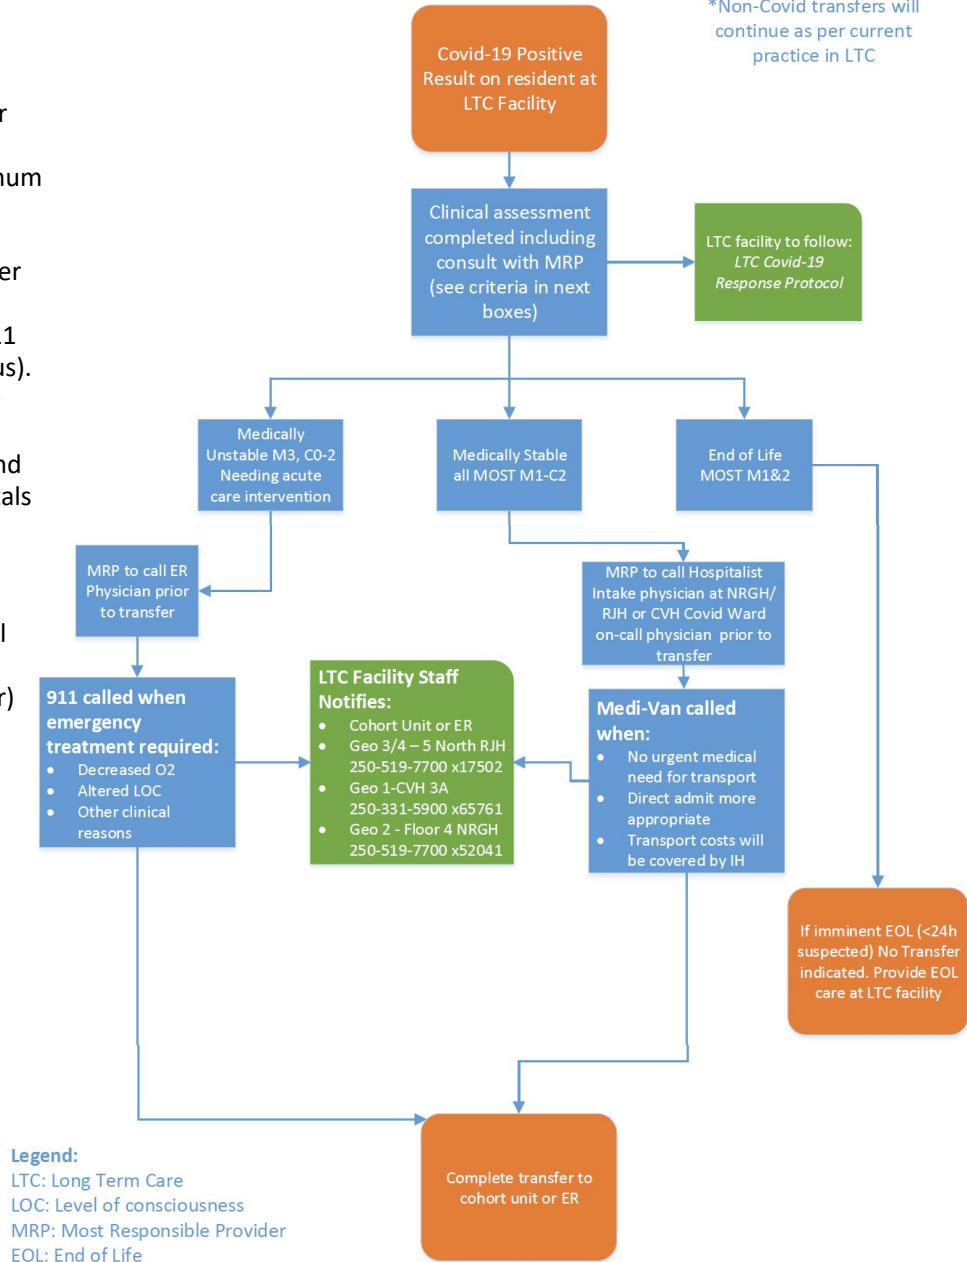 *Non-Covid transfers will
continue as per current
practice in LTC
r
num
er
11
us).
nd
tals
l
r)
Covid-19 Positive
Result on resident at
LTC Facility
Clinical assessment
completed including
consult with MRP
(see criteria in next
boxes)
LTC facility to follow:
LTC Covid-19
Response Protocol
Medically
Unstable M3, C0-2
Needing acute
care intervention
Medically Stable
all MOST M1-C2
End of Life
MOST M1&2
MRP to call ER
Physician prior
to transfer
MRP to call Hospitalist
Intake physician at NRGH/
RJH or CVH Covid Ward
on-call physician prior to
transfer
911 called when
emergency
treatment required:
• Decreased O2
• Altered LOC
• Other clinical
reasons
LTC Facility Staff
Notifies:
• Cohort Unit or ER
• Geo 3/4 – 5 North RJH
250-519-7700 x17502
• Geo 1-CVH 3A
250-331-5900 x65761
• Geo 2 - Floor 4 NRGH
250-519-7700 x52041
Medi-Van called
when:
• No urgent medical
need for transport
• Direct admit more
appropriate
• Transport costs will
be covered by IH
If imminent EOL (<24h
suspected) No Transfer
indicated. Provide EOL
care at LTC facility
Complete transfer to
cohort unit or ER
Legend:
LTC: Long Term Care
LOC: Level of consciousness
MRP: Most Responsible Provider
EOL: End of Life